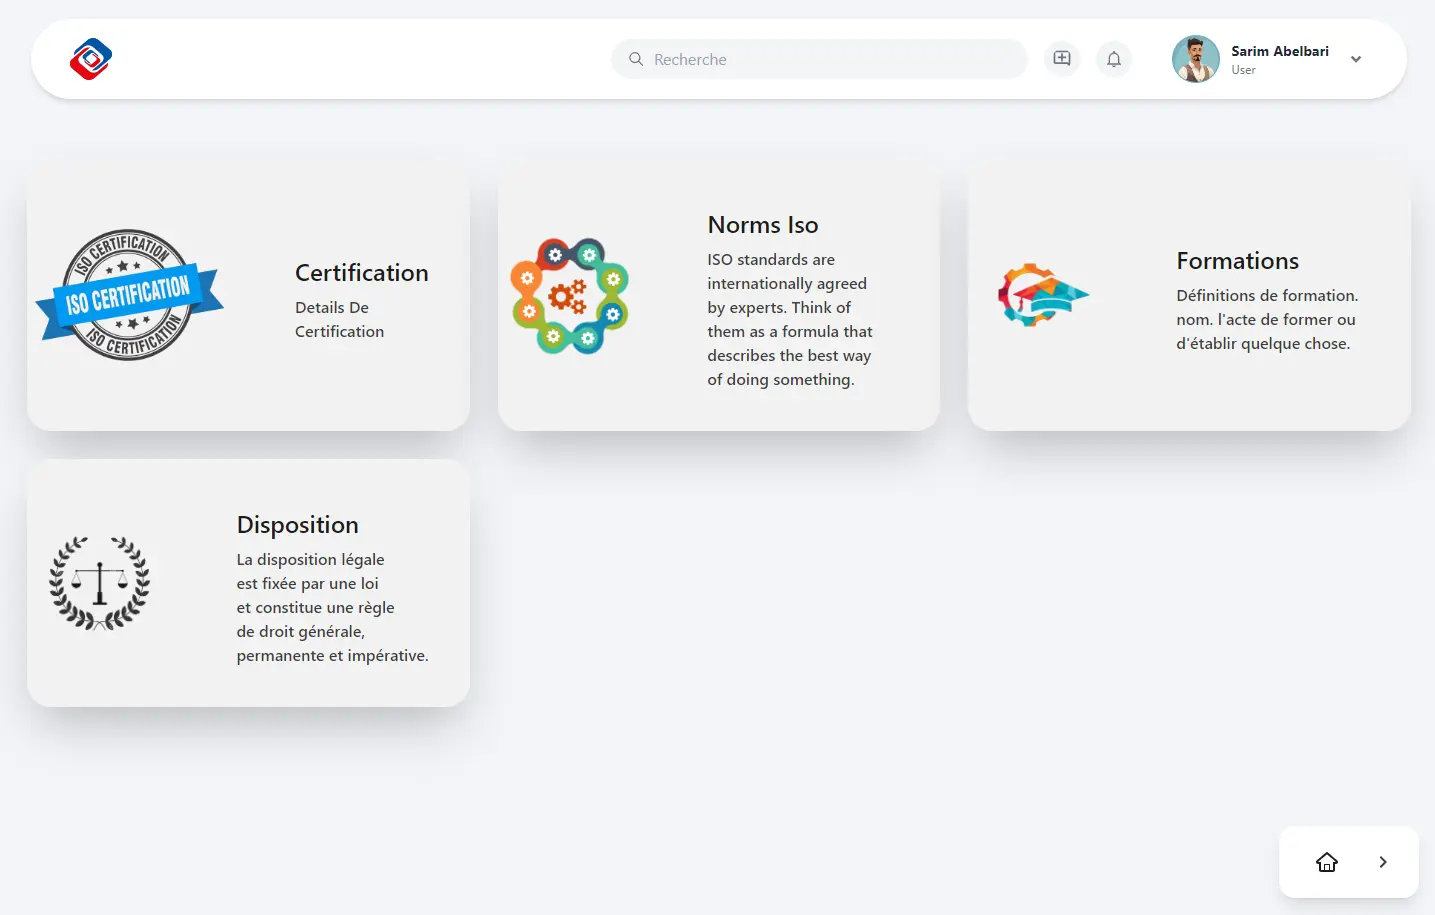 Recherche
Sarim Abelbari
User
ISO CERTIFICATION
ISO CERTIFICATION
ISO CERTIFICATION
Certification
Details De
Certification
Norms Iso
ISO standards are
internationally agreed
by experts. Think of
them as a formula that
describes the best way
of doing something.
Formations
Définitions de formation.
nom. l'acte de former ou
d'établir quelque chose.
Disposition
La disposition légale
est fixée par une loi
et constitue une règle
de droit générale,
permanente et impérative.